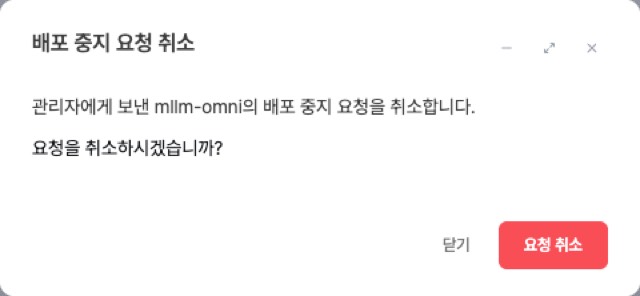 배포 중지 요청 취소
관리자에게 보낸 mllm-omni의 배포 중지 요청을 취소합니다.
요청을 취소하시겠습니까?
닫기
요청 취소